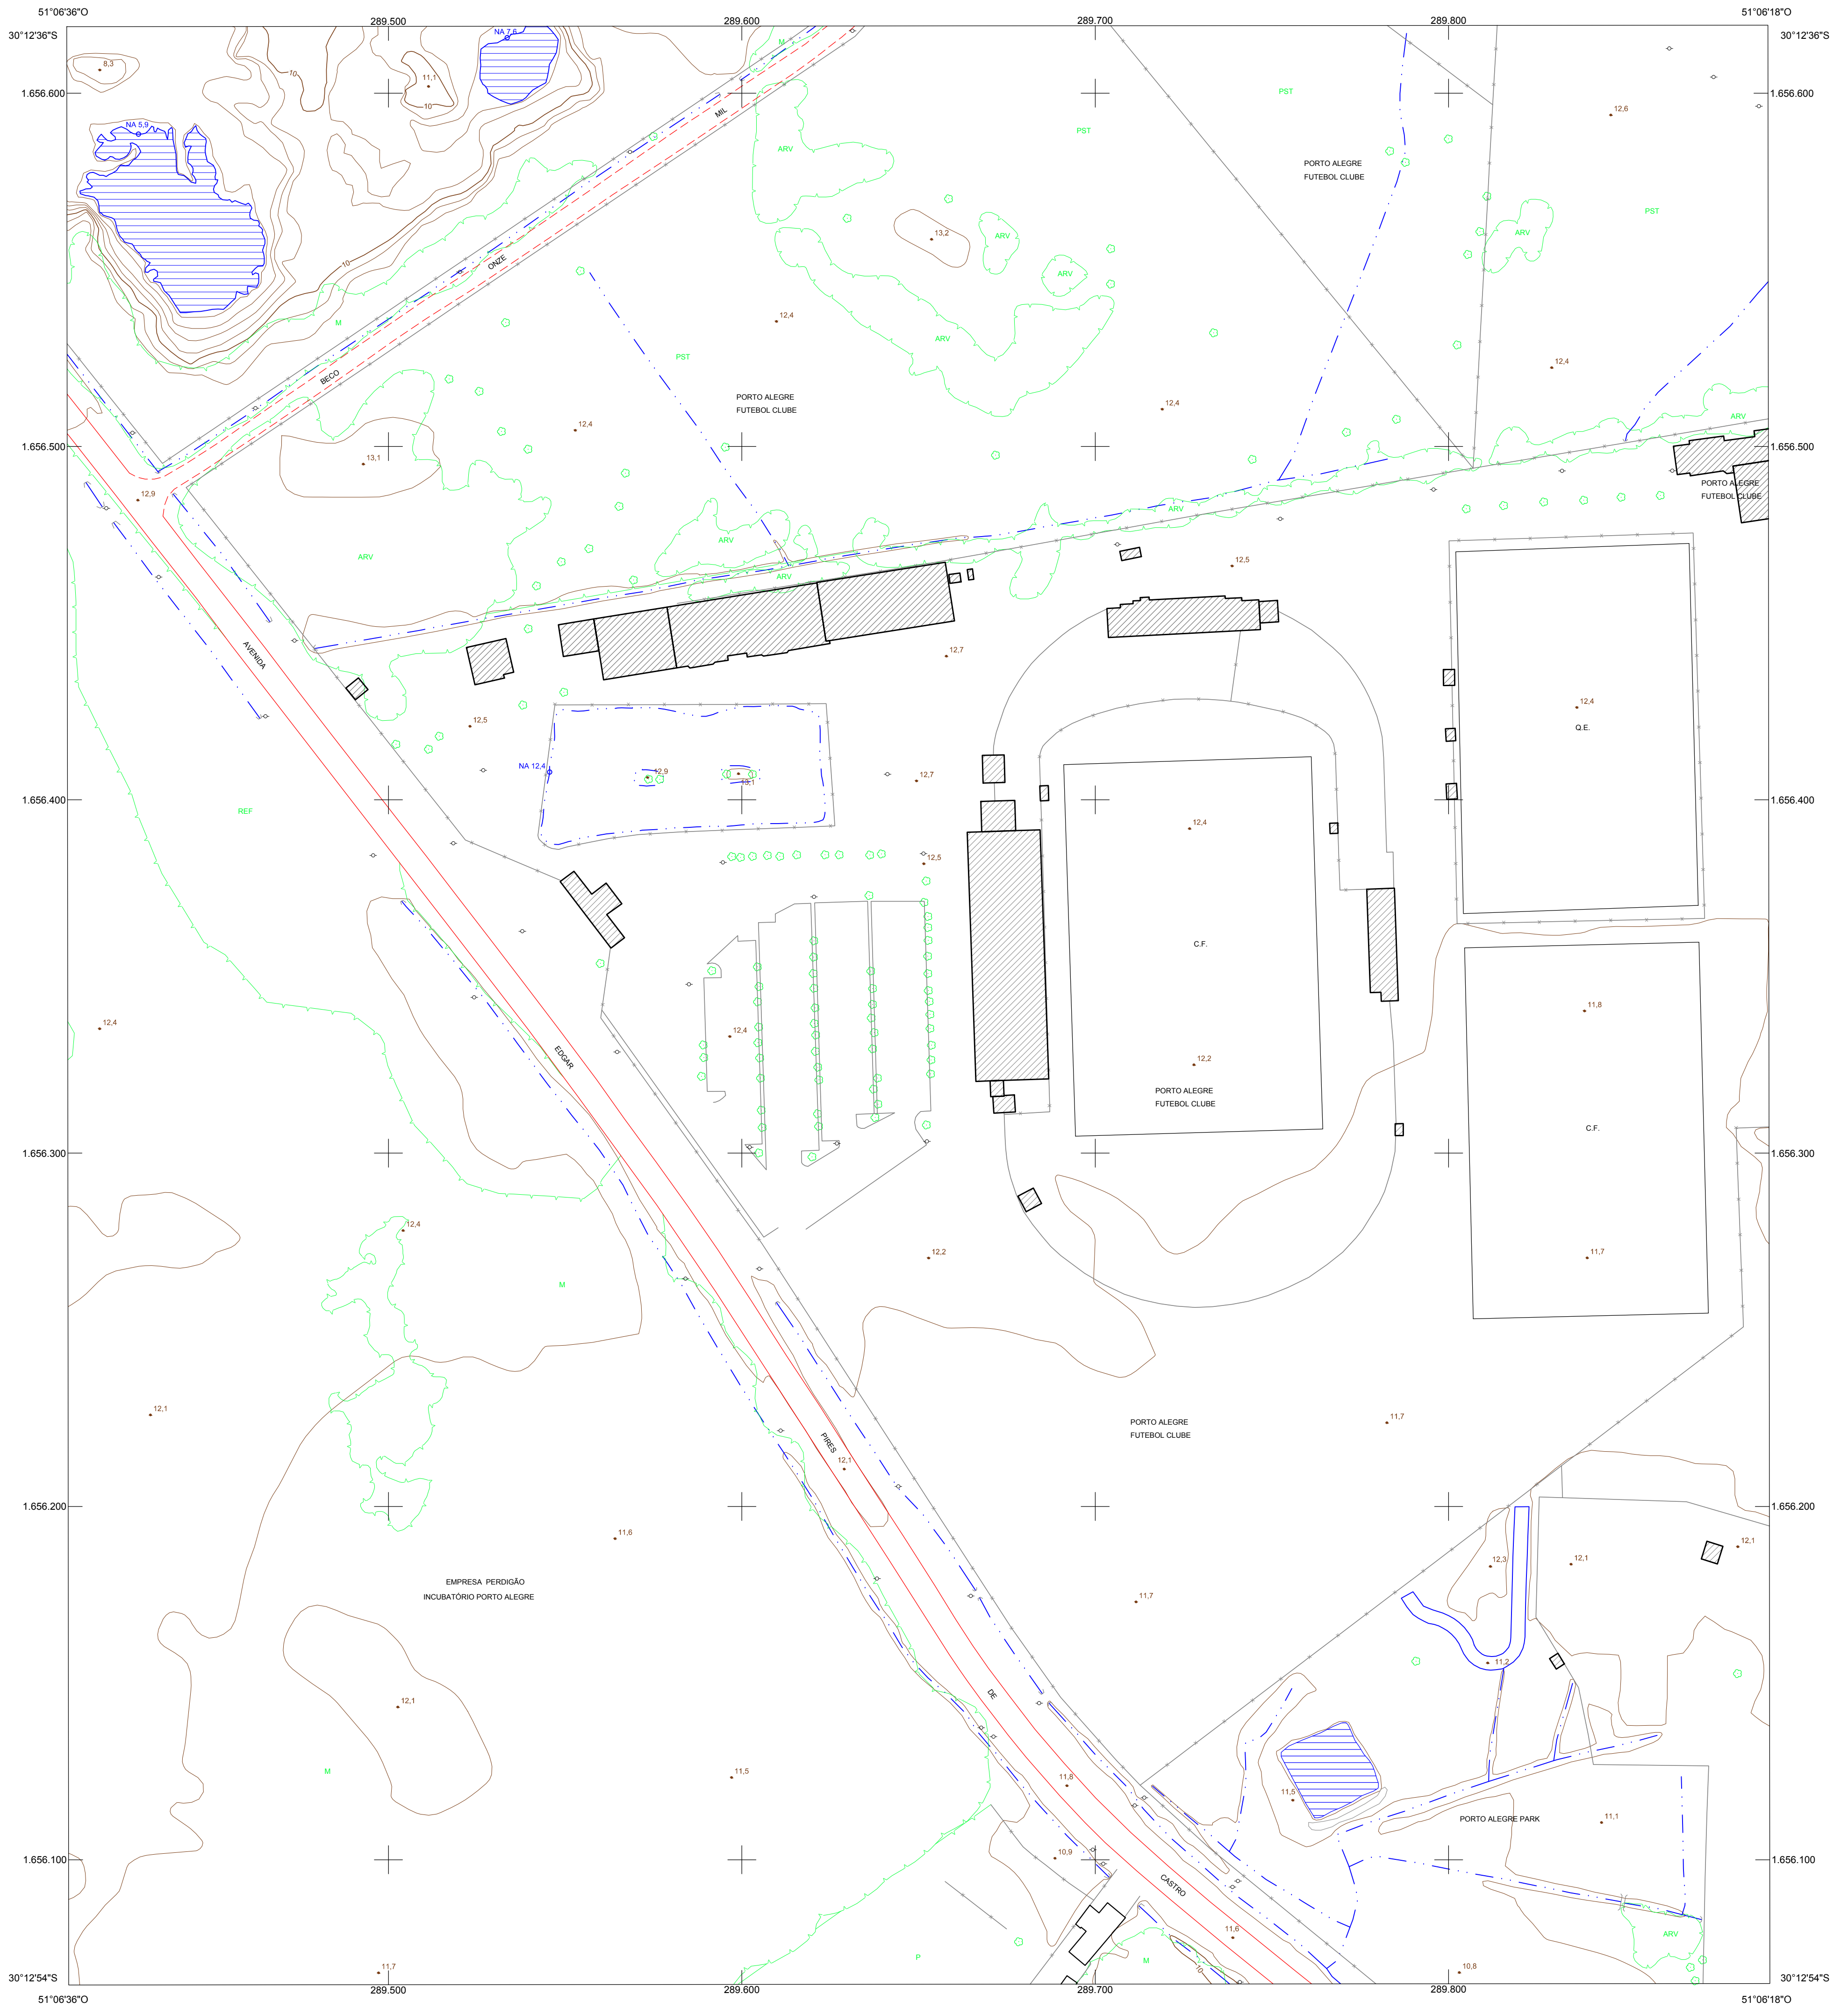 51°06'36"O
289.500
289.600
289.700
289.800
51°06'18"O
30°12'36"S
30°12'36"S
NA 7,6
M
8,3
10
11,1
10
1.656.600
PST
1.656.600
MIL
12,6
NA 5,9
PST
ARV
PORTO ALEGRE
FUTEBOL CLUBE
PST
13,2
ARV
ARV
ONZE
10
ARV
M
12,4
ARV
PST
12,4
BECO
PORTO ALEGRE
FUTEBOL CLUBE
12,4
ARV
12,4
1.656.500
1.656.500
13,1
PORTO ALEGRE
FUTEBOL CLUBE
12,9
ARV
ARV
ARV
12,5
ARV
AVENIDA
12,7
12,4
12,5
Q.E.
NA 12,4
12,9
13,1
12,7
1.656.400
1.656.400
REF
12,4
12,5
C.F.
11,8
12,4
12,4
EDGAR
12,2
PORTO ALEGRE
FUTEBOL CLUBE
C.F.
1.656.300
1.656.300
12,4
12,2
11,7
M
12,1
PORTO ALEGRE
FUTEBOL CLUBE
11,7
PIRES
12,1
1.656.200
1.656.200
11,6
12,1
12,3
12,1
EMPRESA PERDIGÃO
INCUBATÓRIO PORTO ALEGRE
11,7
11,2
DE
12,1
M
11,5
11,8
11,5
PORTO ALEGRE PARK
11,1
1.656.100
10,9
1.656.100
CASTRO
11,6
ARV
P
M
11,7
10
10,8
30°12'54"S
30°12'54"S
289.500
289.600
289.700
289.800
51°06'36"O
51°06'18"O